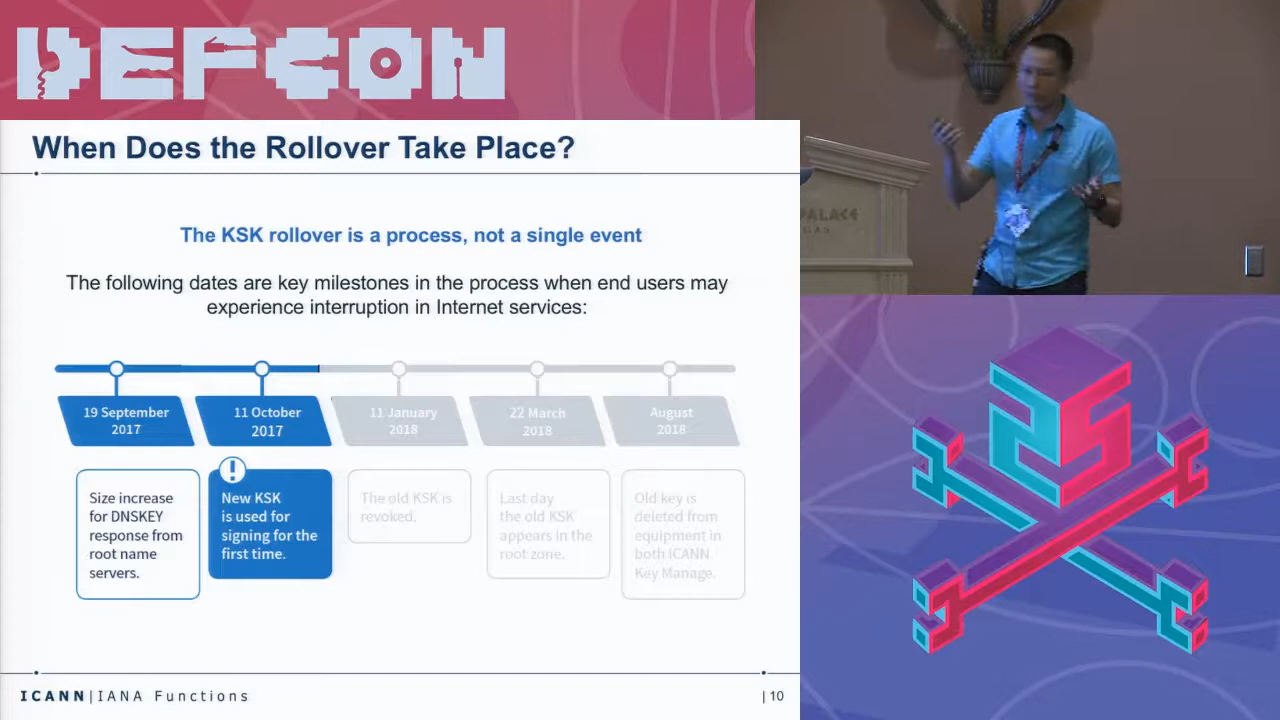 DEFCON
When Does the Rollover Take Place?
The KSK rollover is a process, not a single event
The following dates are key milestones in the process when end users may
experience interruption in Internet services:
19 September
2017
11 October
2017
11 January
2018
22 March
2018
August
2018
Size increase
for DNSKEY
response from
root name
servers.
!
New KSK
is used for
signing for the
first time.
The old KSK is
revoked.
Last day
the old KSK
appears in the
root zone.
Old key is
deleted from
equipment in
both ICANN
Key Manage.
ICANN|IANA Functions
| 10
PALACE
25